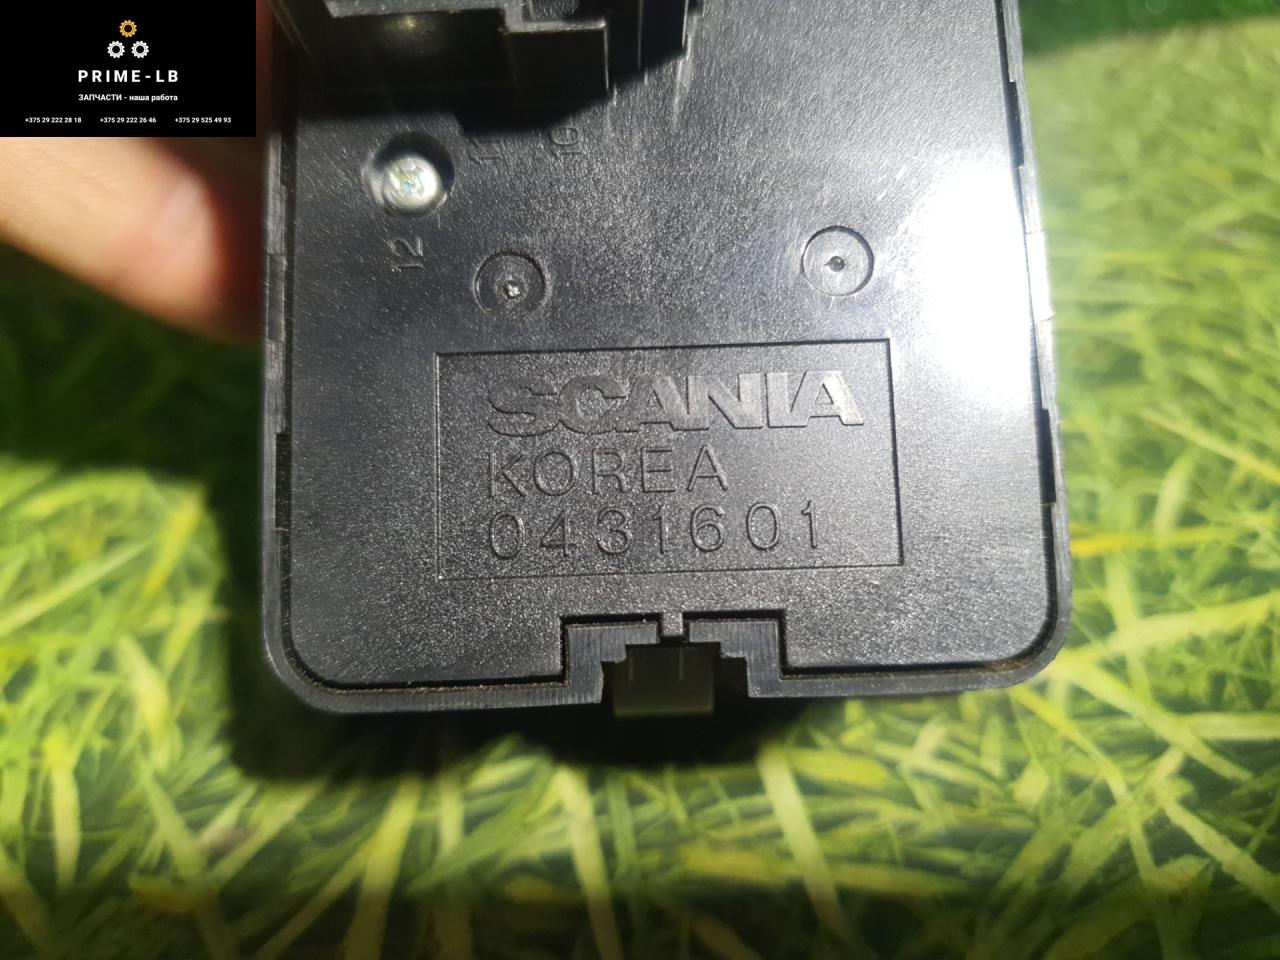 PRIME-LB
ЗАПЧАСТИ - наша работа
+375 29 222 28 18 +375 29 222 26 46 +375 29 525 49 93
11 10
12
SCANIA
KOREA
0431601